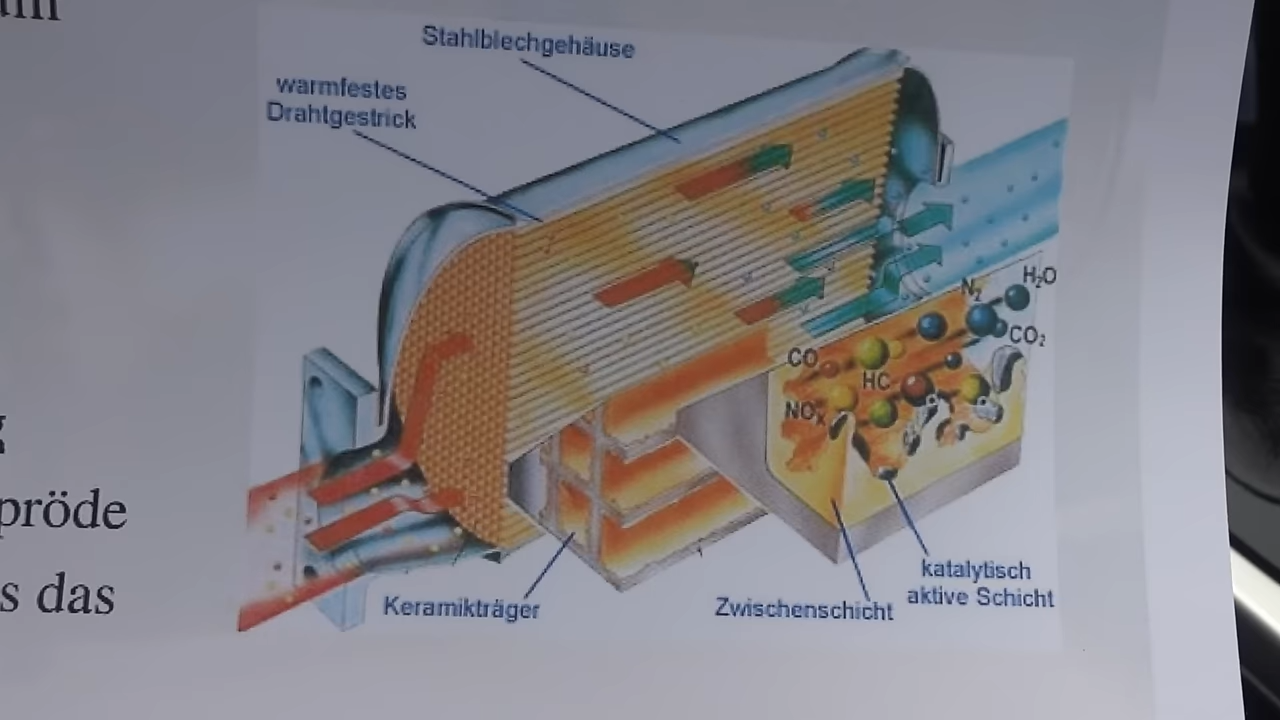 Stahlblechgehäuse
warmfestes
Drahtgestrick
H₂O
N₂
CO₂
CO
HC
NOx
pröde
s das
katalytisch
aktive Schicht
Keramikträger
Zwischenschicht